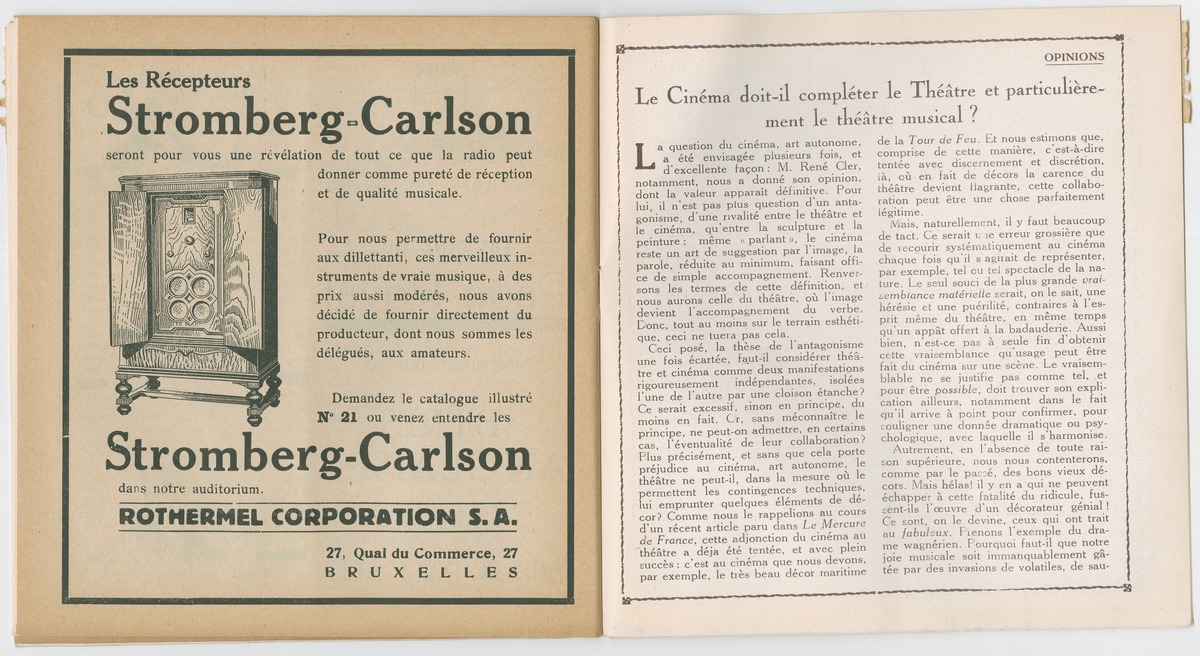 Les Récepteurs
Stromberg-Carlson
seront pour vous une révélation de tout ce que la radio peut
donner comme pureté de réception
et de qualité musicale.
Pour nous permettre de fournir
aux dillettanti, ces merveilleux in-
struments de vraie musique, à des
prix aussi modérés, nous avons
décidé de fournir directement du
producteur, dont nous sommes les
délégués, aux amateurs.
Demandez le catalogue illustré
N° 21 ou venez entendre les
Stromberg-Carlson
dans notre auditorium.
ROTHERMEL CORPORATION S. A.
27, Quai du Commerce, 27
BRUXELLES
OPINIONS
Le Cinéma doit-il compléter le Théâtre et particulière-
ment le théâtre musical ?
La question du cinéma, art autonome,
a été envisagée plusieurs fois, et
d'excellente façon : M. René Cler,
notamment, nous a donné son opinion,
dont la valeur apparaît définitive. Pour
lui, il n'est pas plus question d'un anta-
gonisme, d'une rivalité entre le théâtre et
le cinéma, qu'entre la sculpture et la
peinture : même « parlant », le cinéma
reste un art de suggestion par l'image, la
parole, réduite au minimum, faisant offi-
ce de simple accompagnement. Renver-
sons les termes de cette définition, et
nous aurons celle du théâtre, où l'image
devient l'accompagnement du verbe.
Donc, tout au moins sur le terrain esthéti-
que, ceci ne tuera pas cela.
Ceci posé, la thèse de l'antagonisme
une fois écartée, faut-il considérer théâ-
tre et cinéma comme deux manifestations
rigoureusement indépendantes, isolées
l'une de l'autre par une cloison étanche?
Ce serait excessif, sinon en principe, du
moins en fait. Or, sans méconnaître le
principe, ne peut-on admettre, en certains
cas, l'éventualité de leur collaboration?
Plus précisément, et sans que cela porte
préjudice au cinéma, art autonome, le
théâtre ne peut-il, dans la mesure où le
permettent les contingences techniques,
lui emprunter quelques éléments de dé-
cor? Comme nous le rappelions au cours
d'un récent article paru dans Le Mercure
de France, cette adjonction du cinéma au
théâtre a déja été tentée, et avec plein
succès : c'est au cinéma que nous devons,
par exemple, le très beau décor maritime
de la Tour de Feu. Et nous estimons que,
comprise de cette manière, c'est-à-dire
tentée avec discernement et discrétion,
là, où en fait de décors la carence du
théâtre devient flagrante, cette collabo-
ration peut être une chose parfaitement
légitime.
Mais, naturellement, il y faut beaucoup
de tact. Ce serait une erreur grossière que
de recourir systématiquement au cinéma
chaque fois qu'il s'agirait de représenter,
par exemple, tel ou tel spectacle de la na-
ture. Le seul souci de la plus grande vrai-
semblance matérielle serait, on le sait, une
hérésie et une puérilité, contraires à l'es-
prit même du théâtre, en même temps
qu'un appât offert à la badauderie. Aussi
bien, n'est-ce pas à seule fin d'obtenir
cette vraisemblance qu'usage peut être
fait du cinéma sur une scène. Le vraisem-
blable ne se justifie pas comme tel, et
pour être possible, doit trouver son expli-
cation ailleurs, notamment dans le fait
qu'il arrive à point pour confirmer, pour
souligner une donnée dramatique ou psy-
chologique, avec laquelle il s'harmonise.
Autrement, en l'absence de toute rai-
son supérieure, nous nous contenterons,
comme par le passé, des bons vieux dé-
cors. Mais hélas! il y en a qui ne peuvent
échapper à cette fatalité du ridicule, fus-
sent-ils l'œuvre d'un décorateur génial !
Ce sont, on le devine, ceux qui ont trait
au fabuleux. Prenons l'exemple du dra-
me wagnérien. Pourquoi faut-il que notre
joie musicale soit immanquablement gâ-
tée par des invasions de volatiles, de sau-